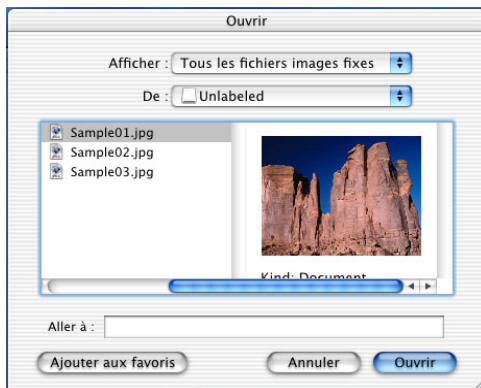 Ouvrir
Afficher : Tous les fichiers images fixes
De : Unlabeled
Sample01.jpg
Sample02.jpg
Sample03.jpg
Kind: Document
Aller à :
Ajouter aux favoris Annuler Ouvrir